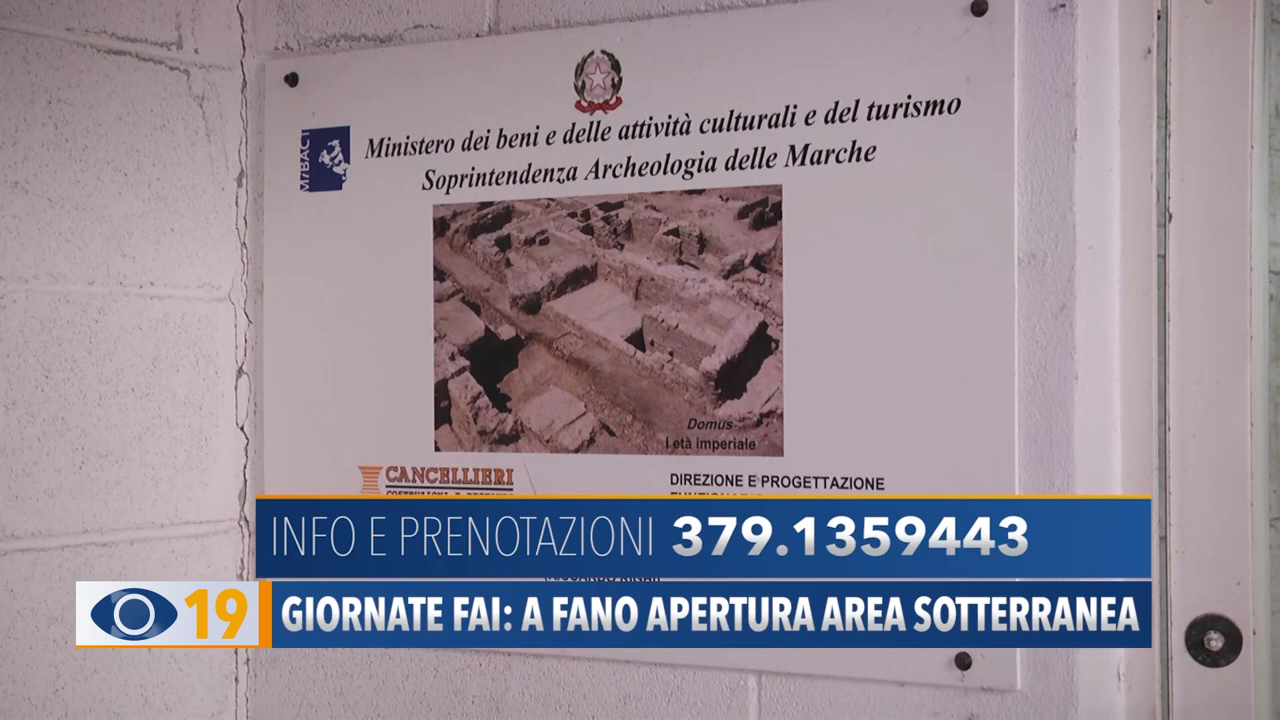 MiBACT
Ministero dei beni e delle attività culturali e del turismo
Soprintendenza Archeologia delle Marche
Domus
I età imperiale
CANCELLIERI
DIREZIONE E PROGETTAZIONE
INFO E PRENOTAZIONI 379.1359443
19 GIORNATE FAI: A FANO APERTURA AREA SOTTERRANEA